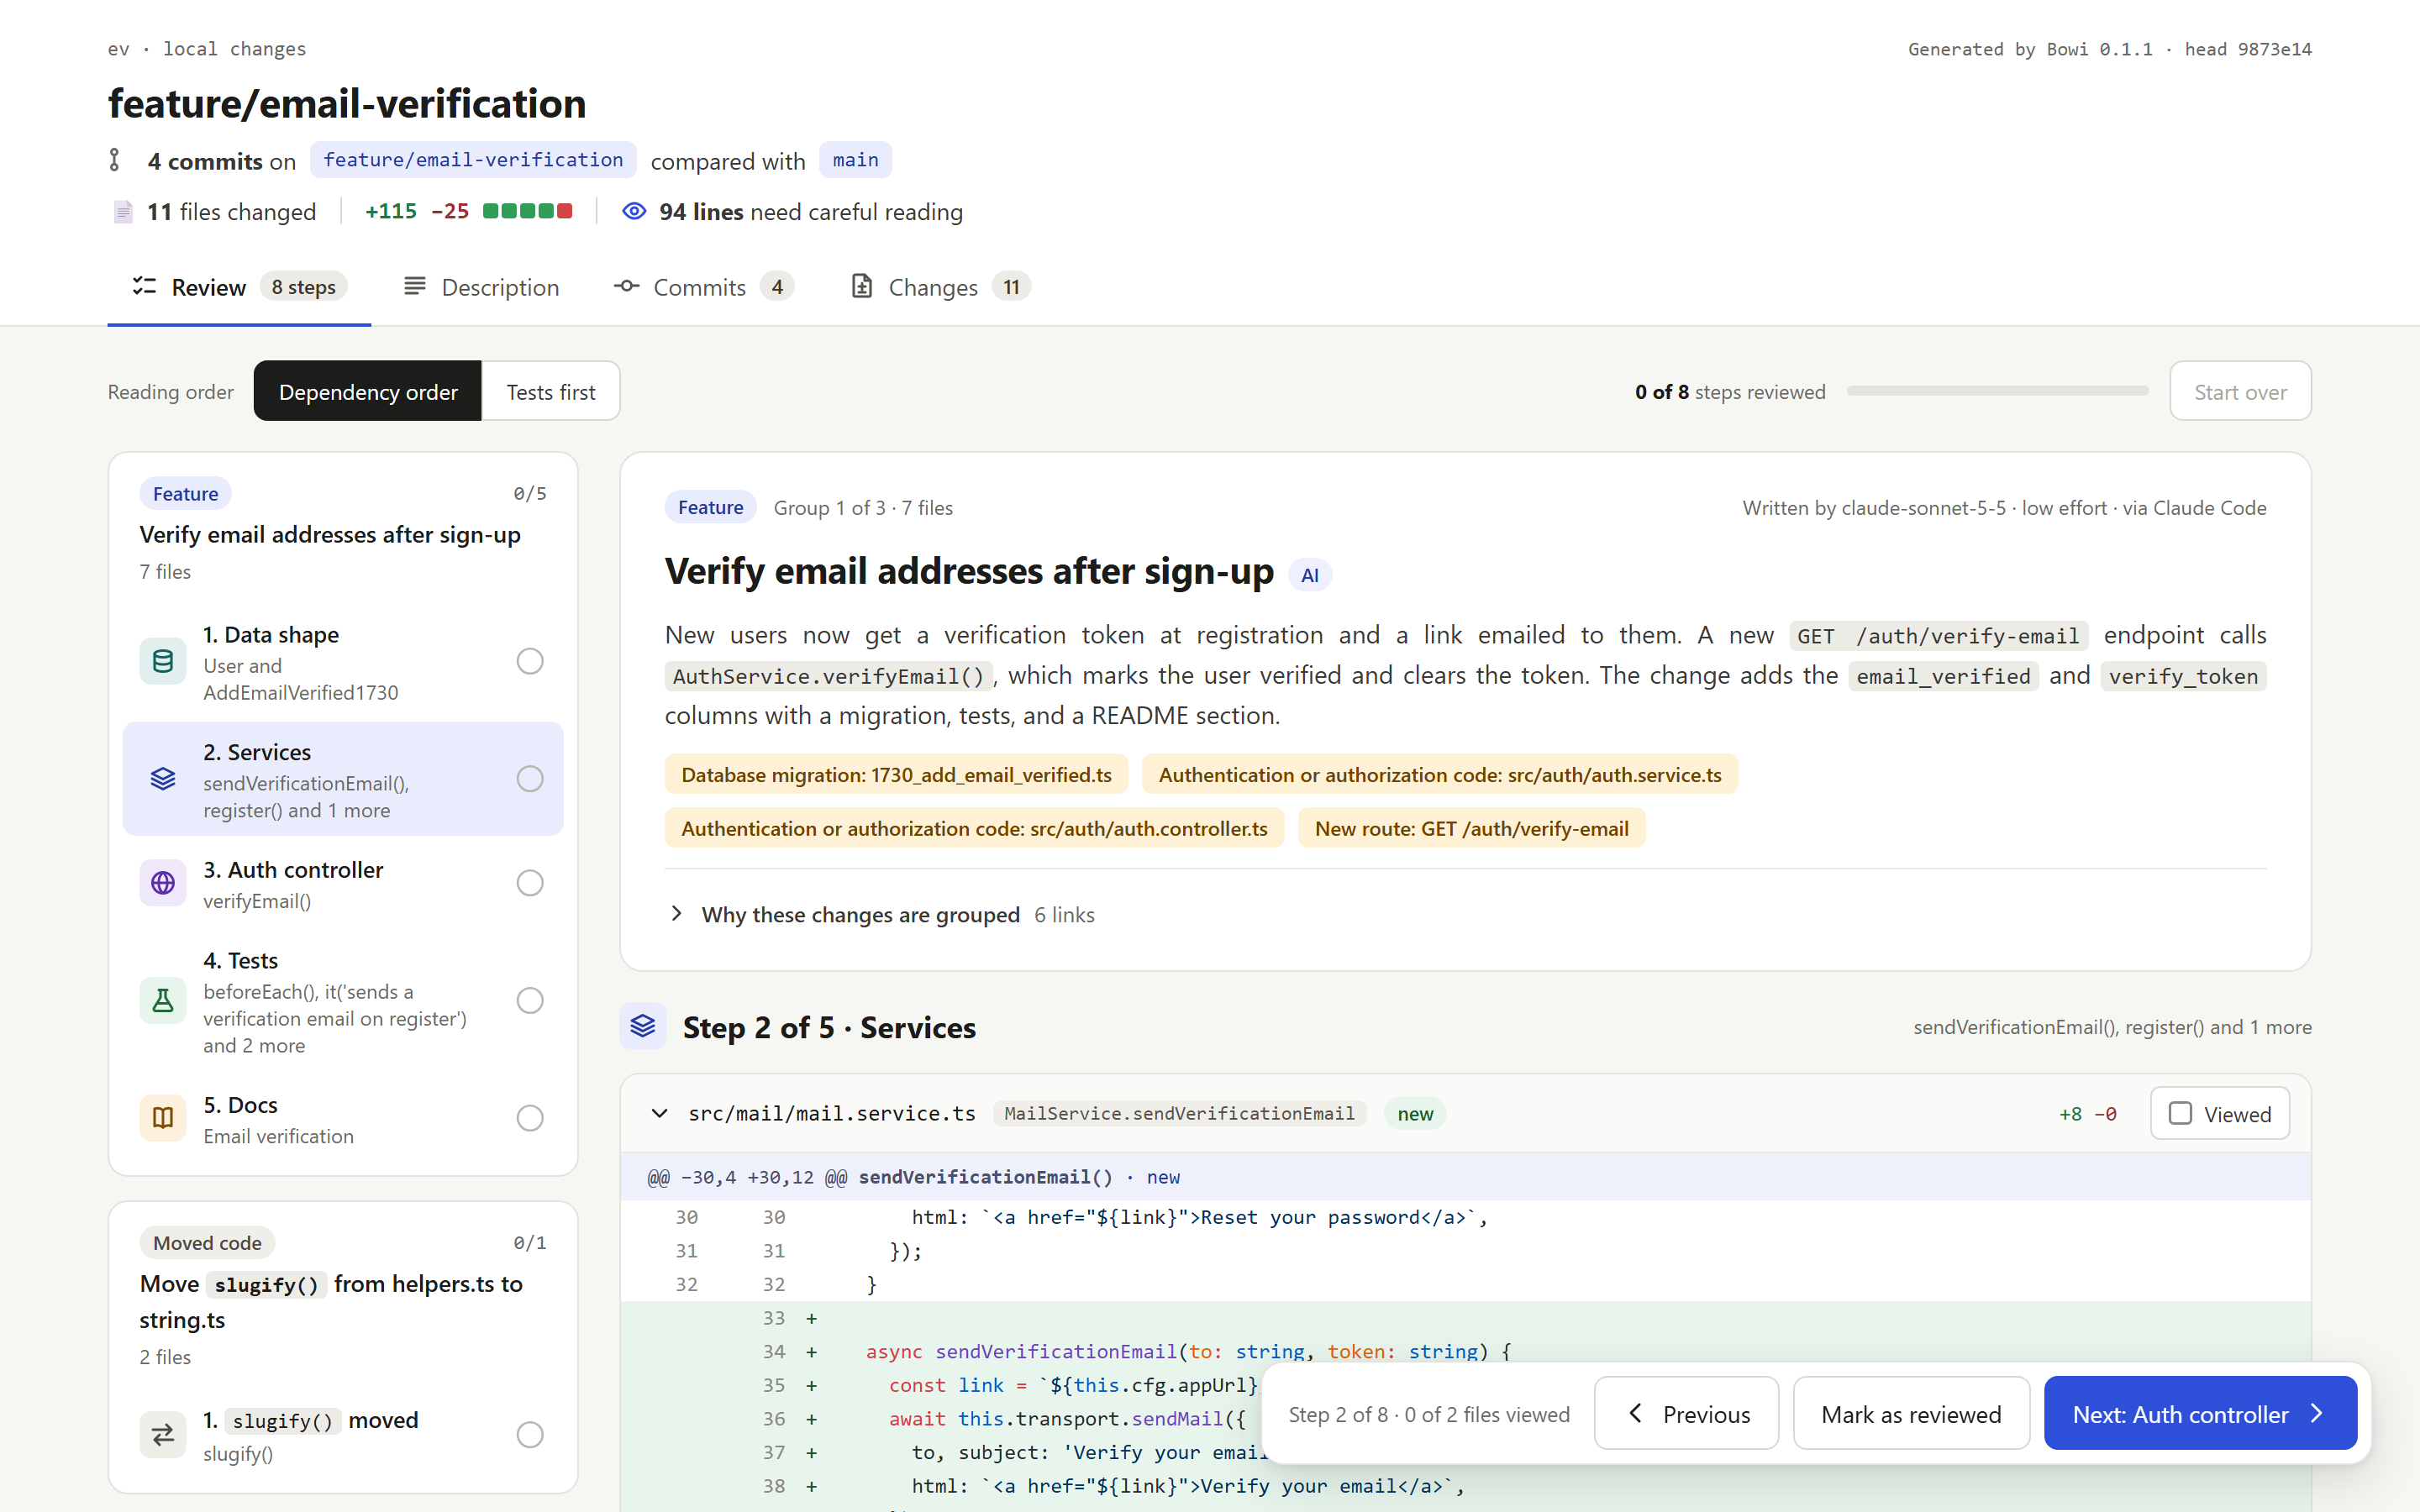 ev · local changes
Generated by Bowi 0.1.1 · head 9873e14
feature/email-verification
4 commits on feature/email-verification compared with main
11 files changed +115 −25 94 lines need careful reading
Review 8 steps Description Commits 4 Changes 11
Reading order Dependency order Tests first
0 of 8 steps reviewed Start over
Feature 0/5
Verify email addresses after sign-up
7 files
1. Data shape
User and
AddEmailVerified1730
2. Services
sendVerificationEmail(),
register() and 1 more
3. Auth controller
verifyEmail()
4. Tests
beforeEach(), it('sends a
verification email on register')
and 2 more
5. Docs
Email verification
Moved code 0/1
Move slugify() from helpers.ts to
string.ts
2 files
1. slugify() moved
slugify()
Feature Group 1 of 3 · 7 files
Written by claude-sonnet-5-5 · low effort · via Claude Code
Verify email addresses after sign-up AI
New users now get a verification token at registration and a link emailed to them. A new GET /auth/verify-email endpoint calls
AuthService.verifyEmail(), which marks the user verified and clears the token. The change adds the email_verified and verify_token
columns with a migration, tests, and a README section.
Database migration: 1730_add_email_verified.ts Authentication or authorization code: src/auth/auth.service.ts
Authentication or authorization code: src/auth/auth.controller.ts New route: GET /auth/verify-email
Why these changes are grouped 6 links
Step 2 of 5 · Services
sendVerificationEmail(), register() and 1 more
src/mail/mail.service.ts MailService.sendVerificationEmail new +8 −0 Viewed
@@ −30,4 +30,12 @@ sendVerificationEmail() · new
30 30 html: `<a href="${link}">Reset your password</a>`,
31 31 });
32 32 }
33 +
34 + async sendVerificationEmail(to: string, token: string) {
35 + const link = `${this.cfg.appUrl}
36 + await this.transport.sendMail({
37 + to, subject: 'Verify your email
38 + html: `<a href="${link}">Verify your email</a>`,
Step 2 of 8 · 0 of 2 files viewed Previous Mark as reviewed Next: Auth controller